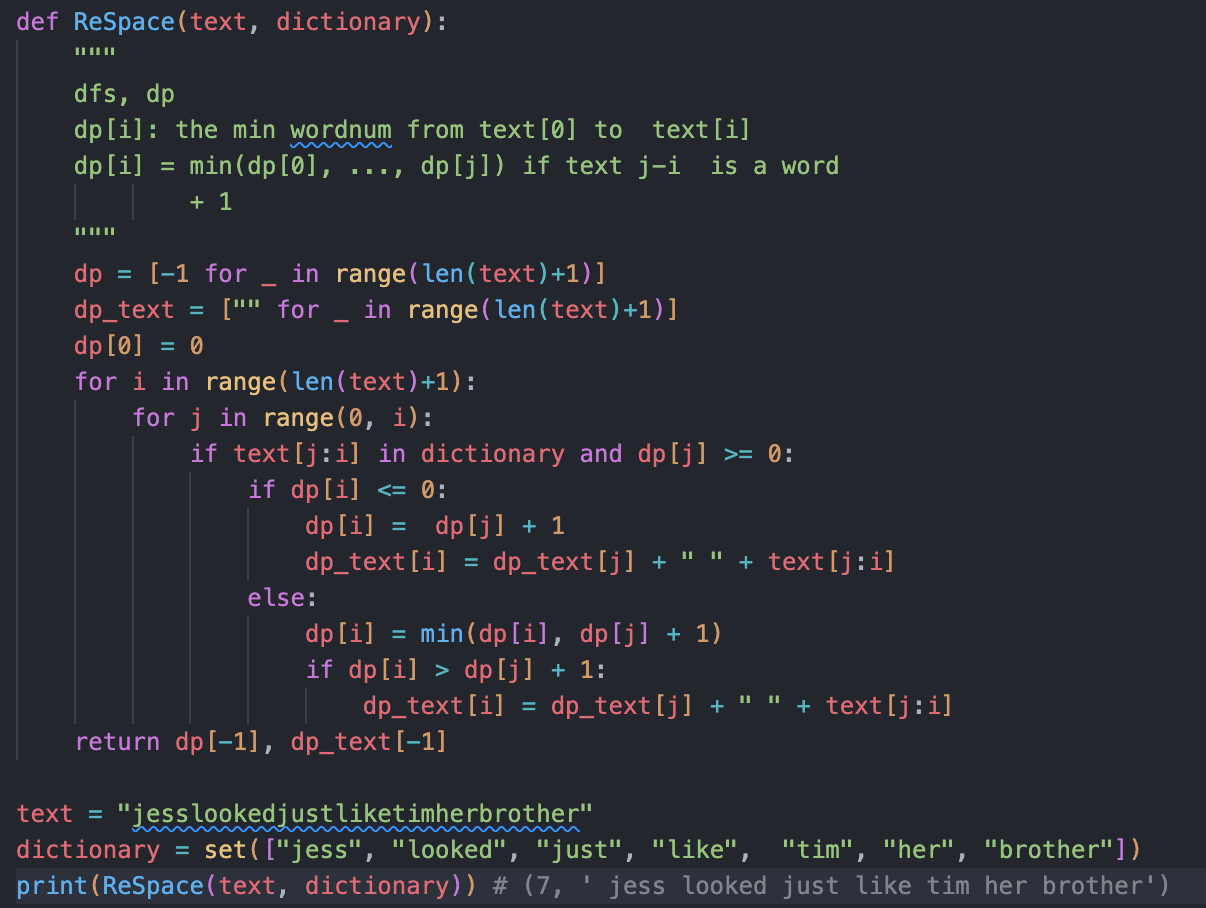 def ReSpace(text, dictionary):
    """
    dfs, dp
    dp[i]: the min wordnum from text[0] to  text[i]
    dp[i] = min(dp[0], ..., dp[j]) if text j-i  is a word
            + 1
    """
    dp = [-1 for _ in range(len(text)+1)]
    dp_text = ["" for _ in range(len(text)+1)]
    dp[0] = 0
    for i in range(len(text)+1):
        for j in range(0, i):
            if text[j:i] in dictionary and dp[j] >= 0:
                if dp[i] <= 0:
                    dp[i] =  dp[j] + 1
                    dp_text[i] = dp_text[j] + " " + text[j:i]
                else:
                    dp[i] = min(dp[i], dp[j] + 1)
                    if dp[i] > dp[j] + 1:
                        dp_text[i] = dp_text[j] + " " + text[j:i]
    return dp[-1], dp_text[-1]

text = "jesslookedjustliketimherbrother"
dictionary = set(["jess", "looked", "just", "like",  "tim", "her", "brother"])
print(ReSpace(text, dictionary)) # (7, ' jess looked just like tim her brother')